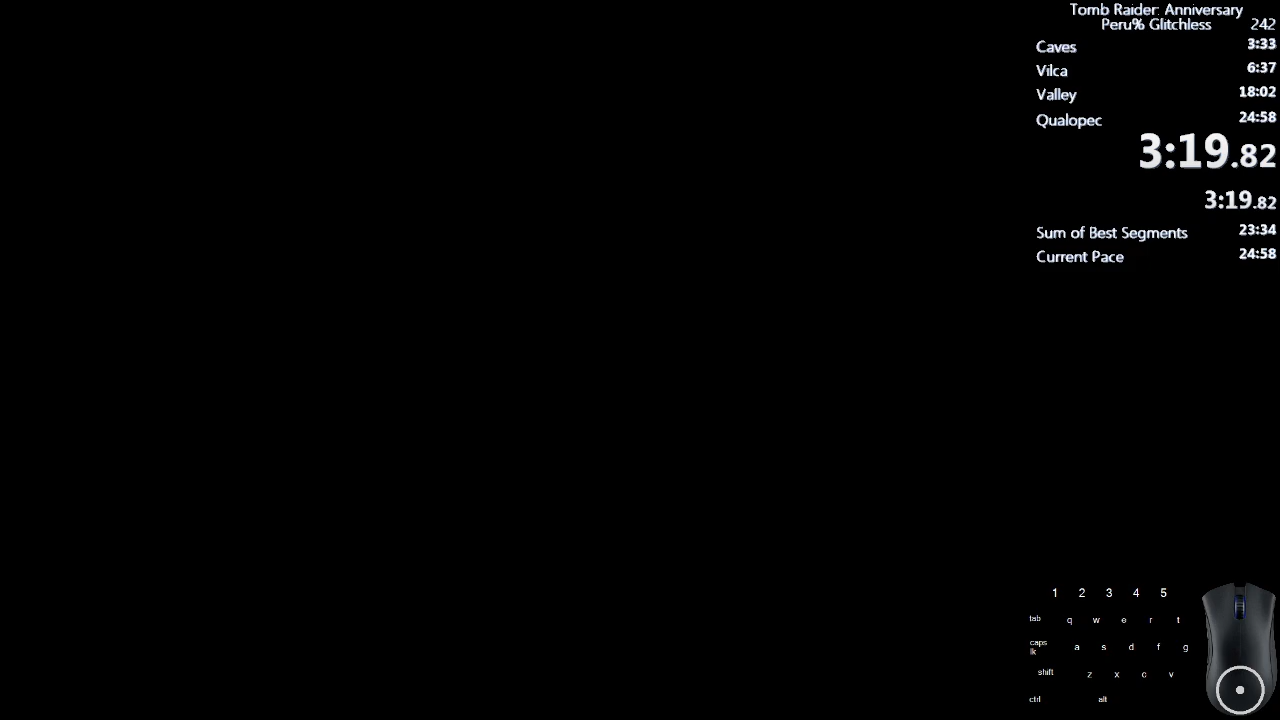 Tomb Raider: Anniversary
Peru% Glitchless 242
Caves 3:33
Vilca 6:37
Valley 18:02
Qualopec 24:58
3:19.82
3:19.82
Sum of Best Segments 23:34
Current Pace 24:58
1 2 3 4 5
tab q w e r t
caps lk a s d f g
shift z x c v
ctrl alt